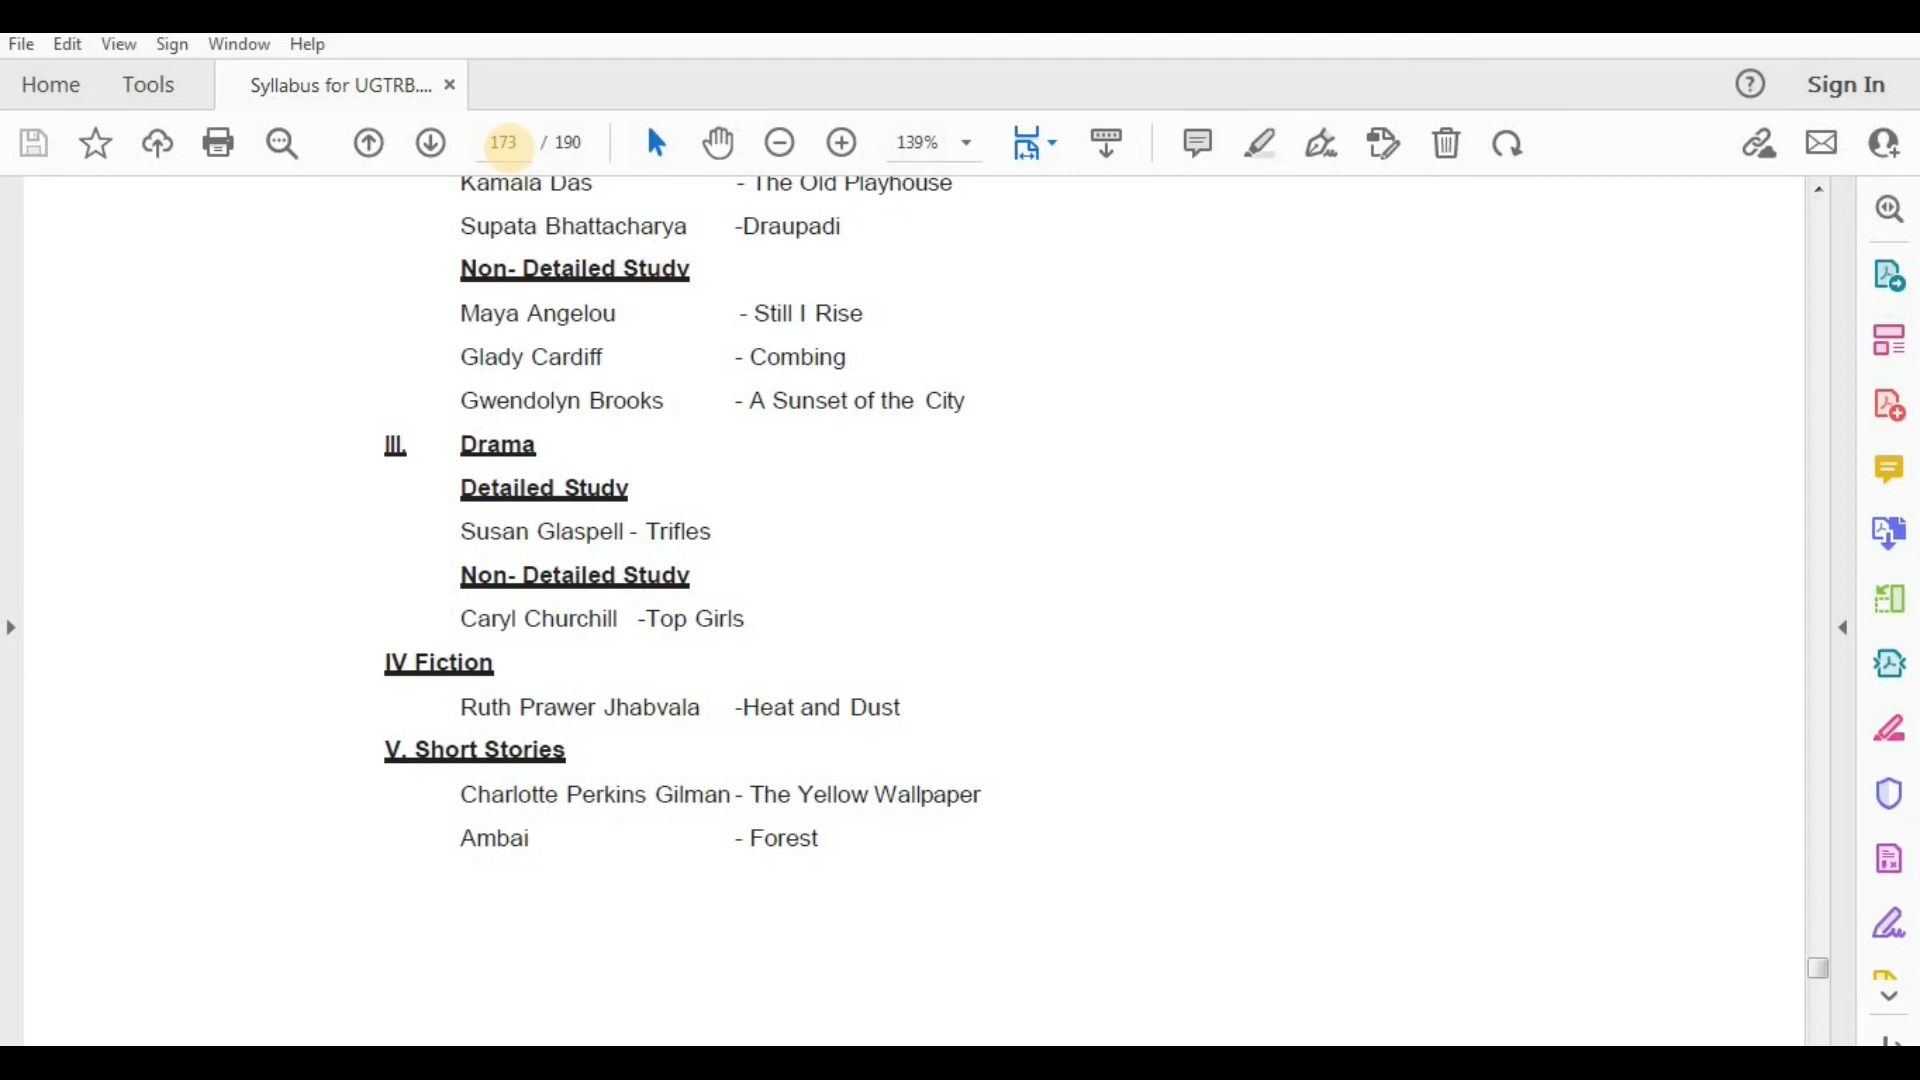 File Edit View Sign Window Help
Home Tools Syllabus for UGTRB.... × ? Sign In
173 / 190 139%
Kamala Das - The Old Playhouse
Supata Bhattacharya -Draupadi
Non- Detailed Study
Maya Angelou - Still I Rise
Glady Cardiff - Combing
Gwendolyn Brooks - A Sunset of the City
III. Drama
Detailed Study
Susan Glaspell - Trifles
Non- Detailed Study
Caryl Churchill -Top Girls
IV Fiction
Ruth Prawer Jhabvala -Heat and Dust
V. Short Stories
Charlotte Perkins Gilman - The Yellow Wallpaper
Ambai - Forest